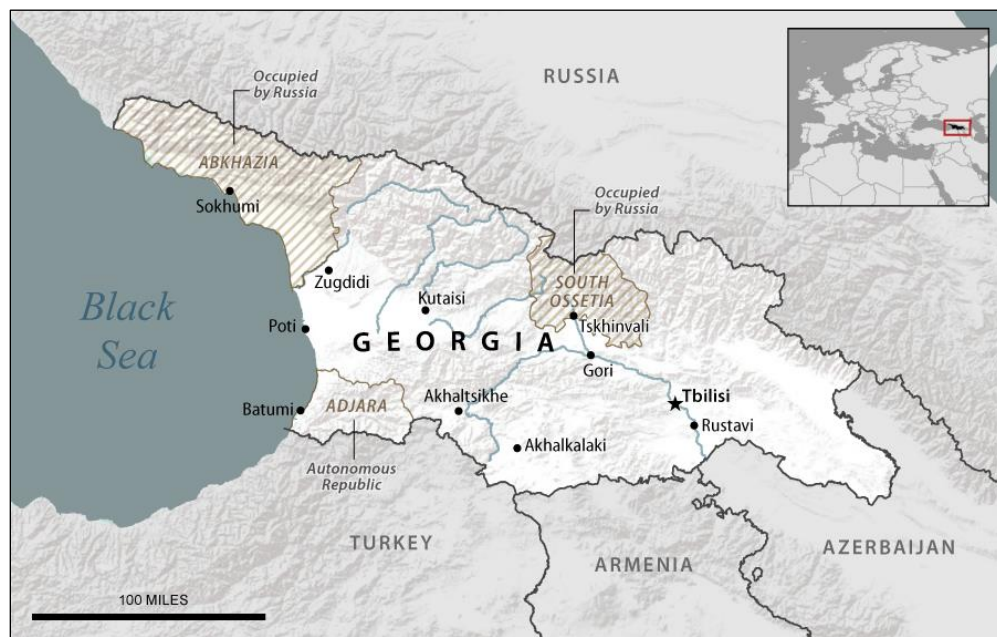 RUSSIA
Occupied
by Russia
ABKHAZIA
Sokhumi
Occupied
by Russia
Zugdidi
SOUTH
OSSETIA
Black
Sea
Kutaisi
Poti
Tskhinvali
GEORGIA
Gori
Tbilisi
Akhaltsikhe
ADJARA
Batumi
Rustavi
Akhalkalaki
Autonomous
Republic
TURKEY
ARMENIA
AZERBAIJAN
100 MILES